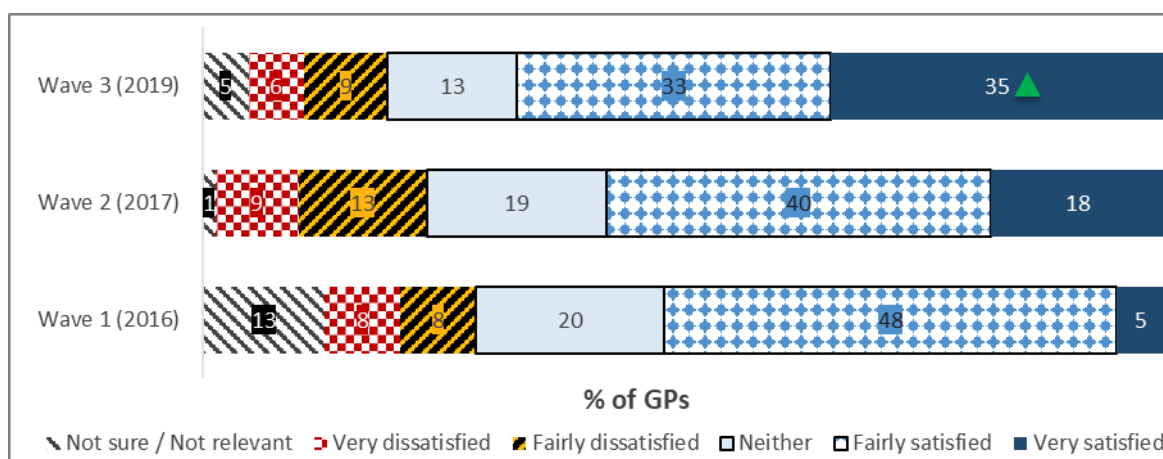 Wave 3 (2019) 5 6 9 13 33 35
Wave 2 (2017) 1 9 13 19 40 18
Wave 1 (2016) 13 8 8 20 48 5
% of GPs
Not sure / Not relevant Very dissatisfied Fairly dissatisfied Neither Fairly satisfied Very satisfied